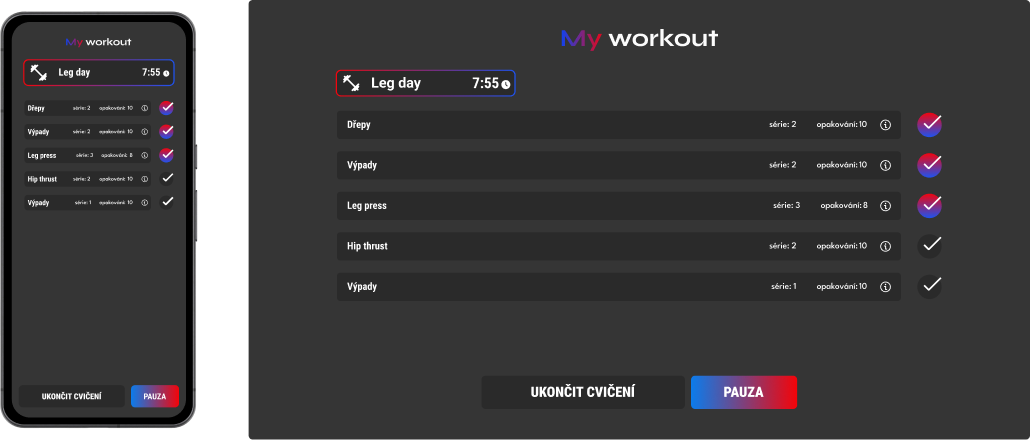 My workout
Leg day 7:55
Dřepy série: 2 opakování: 10
Výpady série: 2 opakování: 10
Leg press série: 3 opakování: 8
Hip thrust série: 2 opakování: 10
Výpady série: 1 opakování: 10
UKONČIT CVIČENÍ PAUZA
My workout
Leg day 7:55
Dřepy série: 2 opakování: 10
Výpady série: 2 opakování: 10
Leg press série: 3 opakování: 8
Hip thrust série: 2 opakování: 10
Výpady série: 1 opakování: 10
UKONČIT CVIČENÍ PAUZA